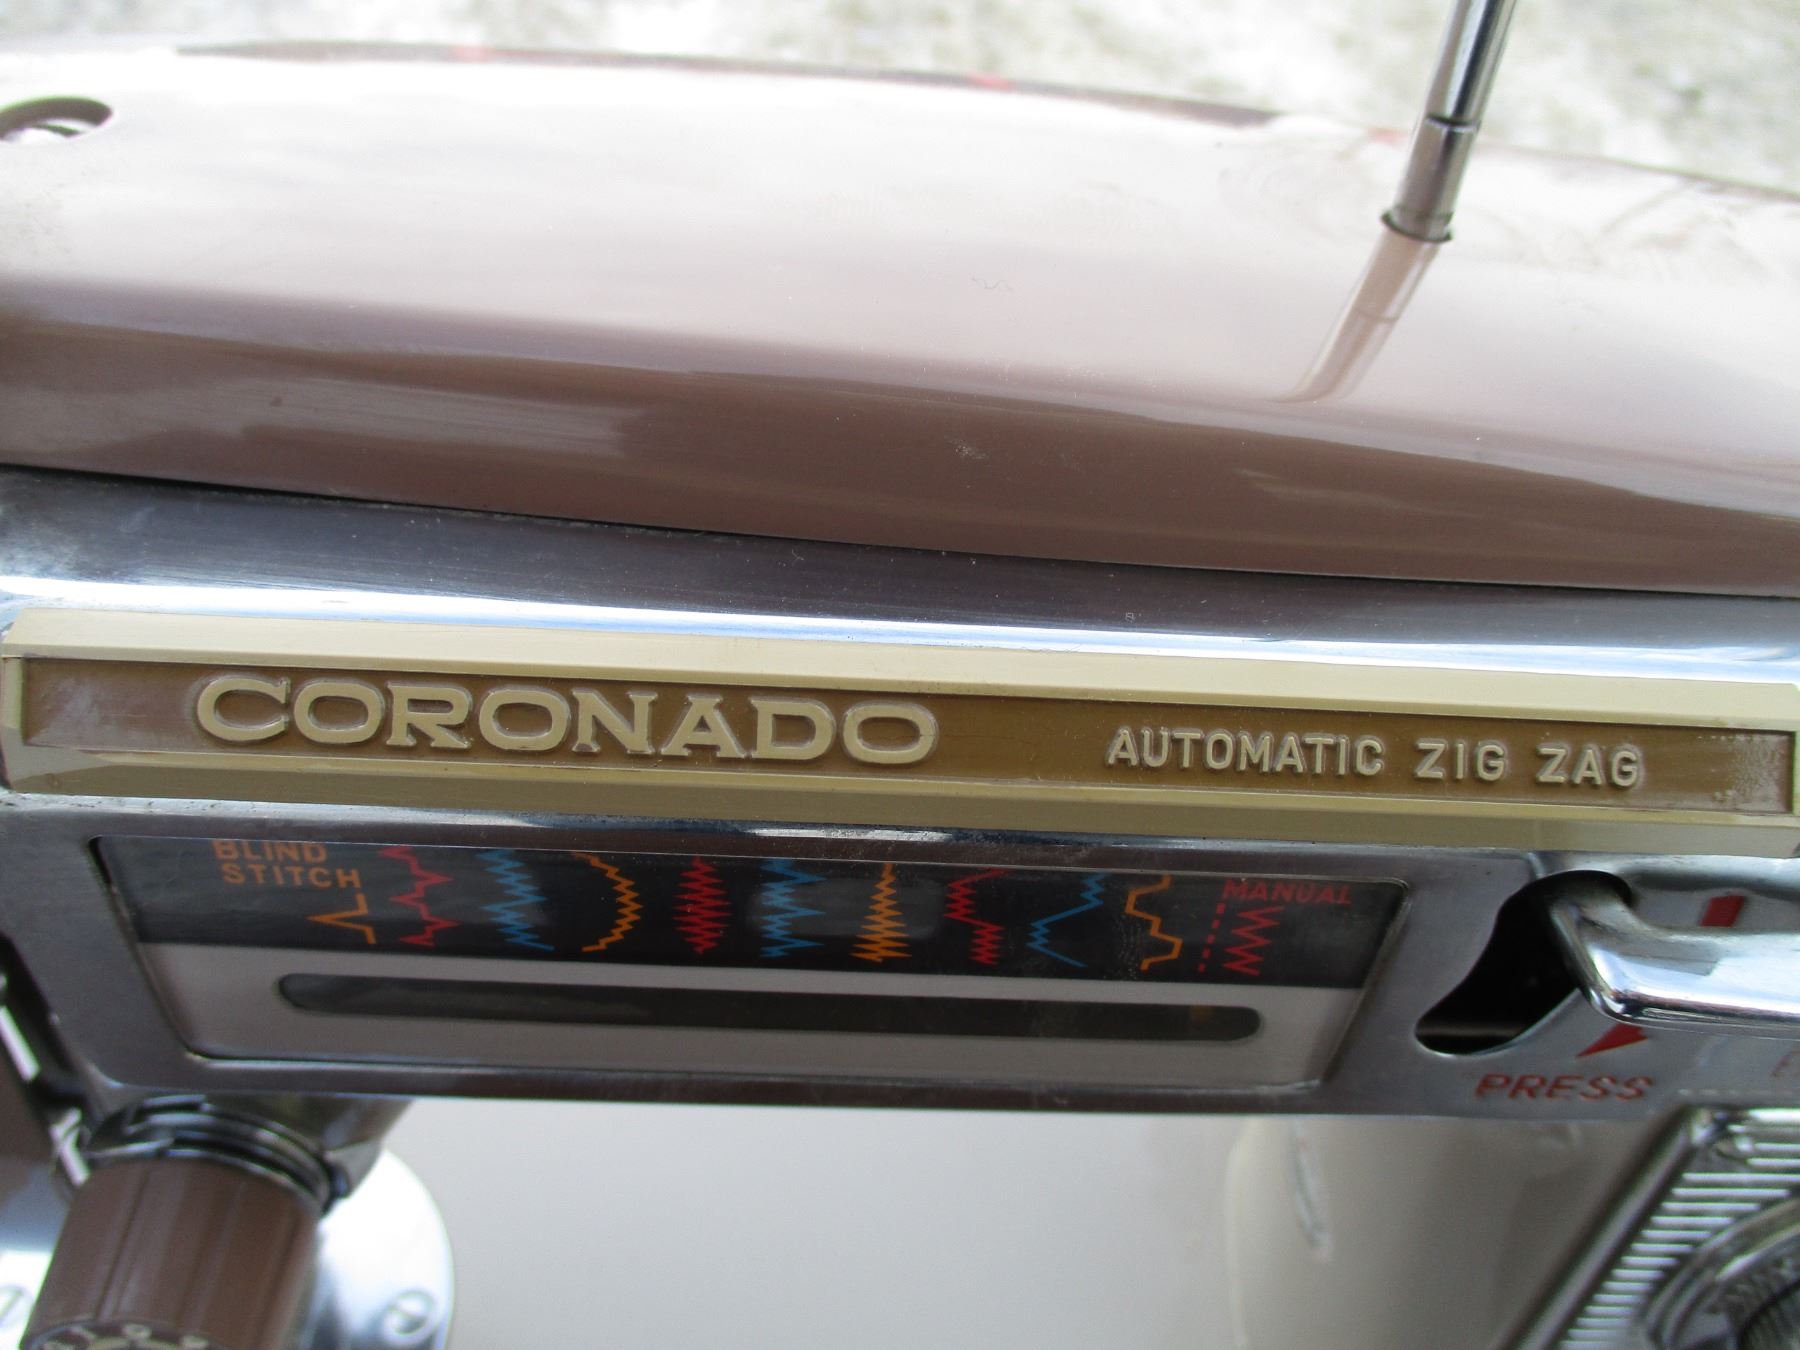 CORONADO AUTOMATIC ZIG ZAG
BLIND
STITCH
MANUAL
PRESS